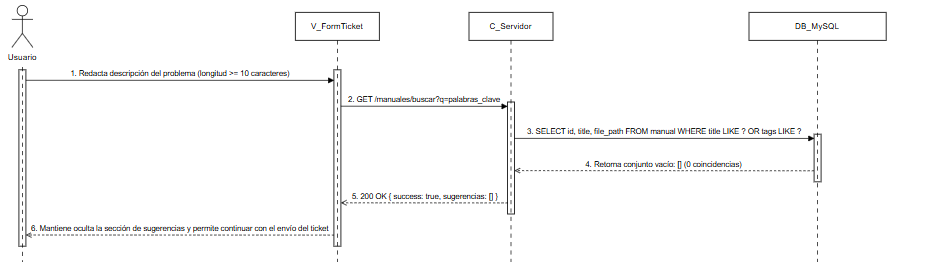 V_FormTicket
C_Servidor
DB_MySQL
Usuario
1. Redacta descripción del problema (longitud >= 10 caracteres)
2. GET /manuales/buscar?q=palabras_clave
3. SELECT id, title, file_path FROM manual WHERE title LIKE ? OR tags LIKE ?
4. Retorna conjunto vacío: [] (0 coincidencias)
5. 200 OK { success: true, sugerencias: [] }
6. Mantiene oculta la sección de sugerencias y permite continuar con el envío del ticket